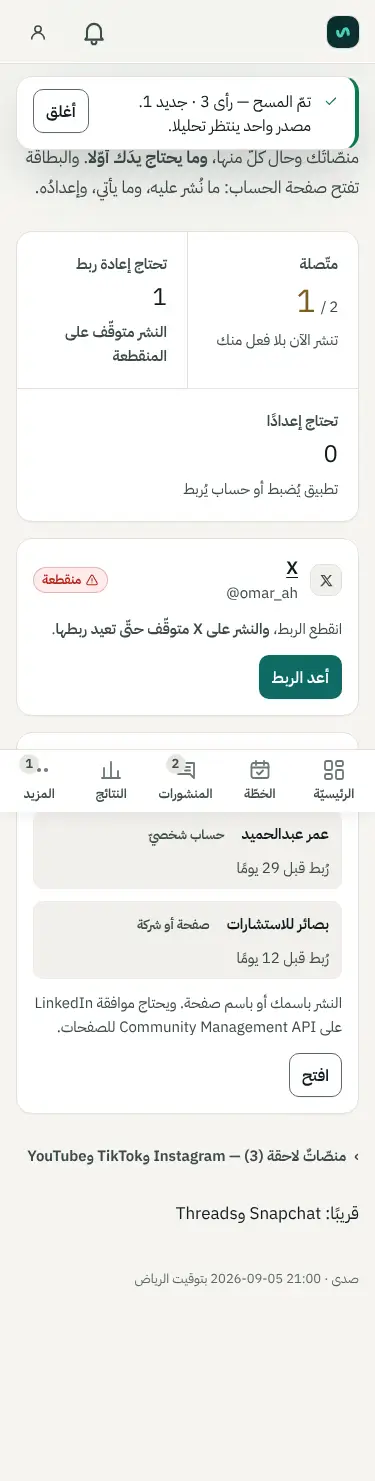 تمّ المسح — رأى 3 · جديد 1.
مصدر واحد ينتظر تحليلا.
أغلق
منصّاتك وحال كلّ منها، وما يحتاج يدَك أوّلا. والبطاقة
تفتح صفحة الحساب: ما نُشر عليه، وما يأتي، وإعدادُه.
متّصلة
1 / 2
تنشر الآن بلا فعل منك
تحتاج إعادة ربط
1
النشر متوقّف على
المنقطعة
تحتاج إعدادًا
0
تطبيق يُضبط أو حساب يُربط
X
@omar_ah
منقطعة
انقطع الربط، والنشر على X متوقّف حتّى تعيد ربطها.
أعد الربط
الرئيسيّة
الخطّة
2
المنشورات
النتائج
1
المزيد
عمر عبدالحميد
حساب شخصيّ
رُبط قبل 29 يومًا
بصائر للاستشارات
صفحة أو شركة
رُبط قبل 12 يومًا
النشر باسمك أو باسم صفحة. ويحتاج موافقة LinkedIn
على Community Management API للصفحات.
افتح
› منصّاتٌ لاحقة (3) — Instagram وTikTok وYouTube
قريبًا: Snapchat وThreads
صدى · 2026-09-05 21:00 بتوقيت الرياض